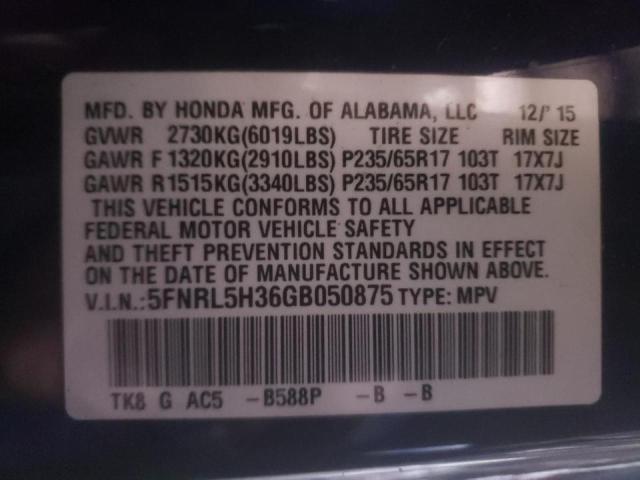 MFD. BY HONDA MFG. OF ALABAMA, LLC 12/'15
GVWR 2730KG(6019LBS) TIRE SIZE RIM SIZE
GAWR F 1320KG(2910LBS) P235/65R17 103T 17X7J
GAWR R 1515KG(3340LBS) P235/65R17 103T 17X7J
THIS VEHICLE CONFORMS TO ALL APPLICABLE
FEDERAL MOTOR VEHICLE SAFETY
AND THEFT PREVENTION STANDARDS IN EFFECT
ON THE DATE OF MANUFACTURE SHOWN ABOVE.
V.I.N.:5FNRL5H36GB050875 TYPE: MPV
TK8 G AC5 -B588P -B -B